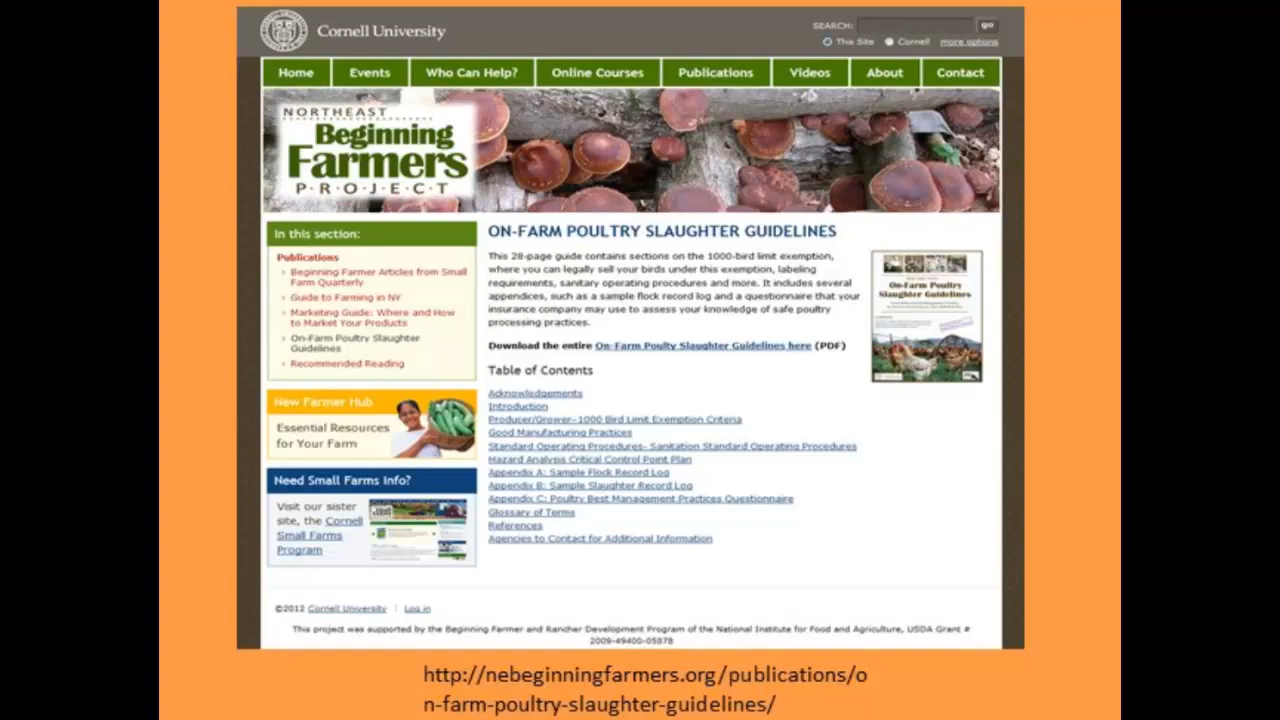 Cornell University
SEARCH:
go
This Site
Cornell
more options
Home
Events
Who Can Help?
Online Courses
Publications
Videos
About
Contact
NORTHEAST
Beginning
Farmers
P·R·O·J·E·C·T
In this section:
Publications
Beginning Farmer Articles from Small
Farm Quarterly
Guide to Farming in NY
Marketing Guide: Where and How
to Market Your Products
On-Farm Poultry Slaughter
Guidelines
Recommended Reading
New Farmer Hub
Essential Resources
for Your Farm
Need Small Farms Info?
Visit our sister
site, the Cornell
Small Farms
Program
ON-FARM POULTRY SLAUGHTER GUIDELINES
This 28-page guide contains sections on the 1000-bird limit exemption,
where you can legally sell your birds under this exemption, labeling
requirements, sanitary operating procedures and more. It includes several
appendices, such as a sample flock record log and a questionnaire that your
insurance company may use to assess your knowledge of safe poultry
processing practices.
Download the entire On-Farm Poulty Slaughter Guidelines here (PDF)
Table of Contents
Acknowledgements
Introduction
Producer/Grower-1000 Bird Limit Exemption Criteria
Good Manufacturing Practices
Standard Operating Procedures- Sanitation Standard Operating Procedures
Hazard Analysis Critical Control Point Plan
Appendix A: Sample Flock Record Log
Appendix B: Sample Slaughter Record Log
Appendix C: Poultry Best Management Practices Questionnaire
Glossary of Terms
References
Agencies to Contact for Additional Information
On-Farm Poultry
Slaughter Guidelines
©2012 Cornell University | Log in
This project was supported by the Beginning Farmer and Rancher Development Program of the National Institute for Food and Agriculture, USDA Grant #
2009-49400-05878
http://nebeginningfarmers.org/publications/o
n-farm-poultry-slaughter-guidelines/